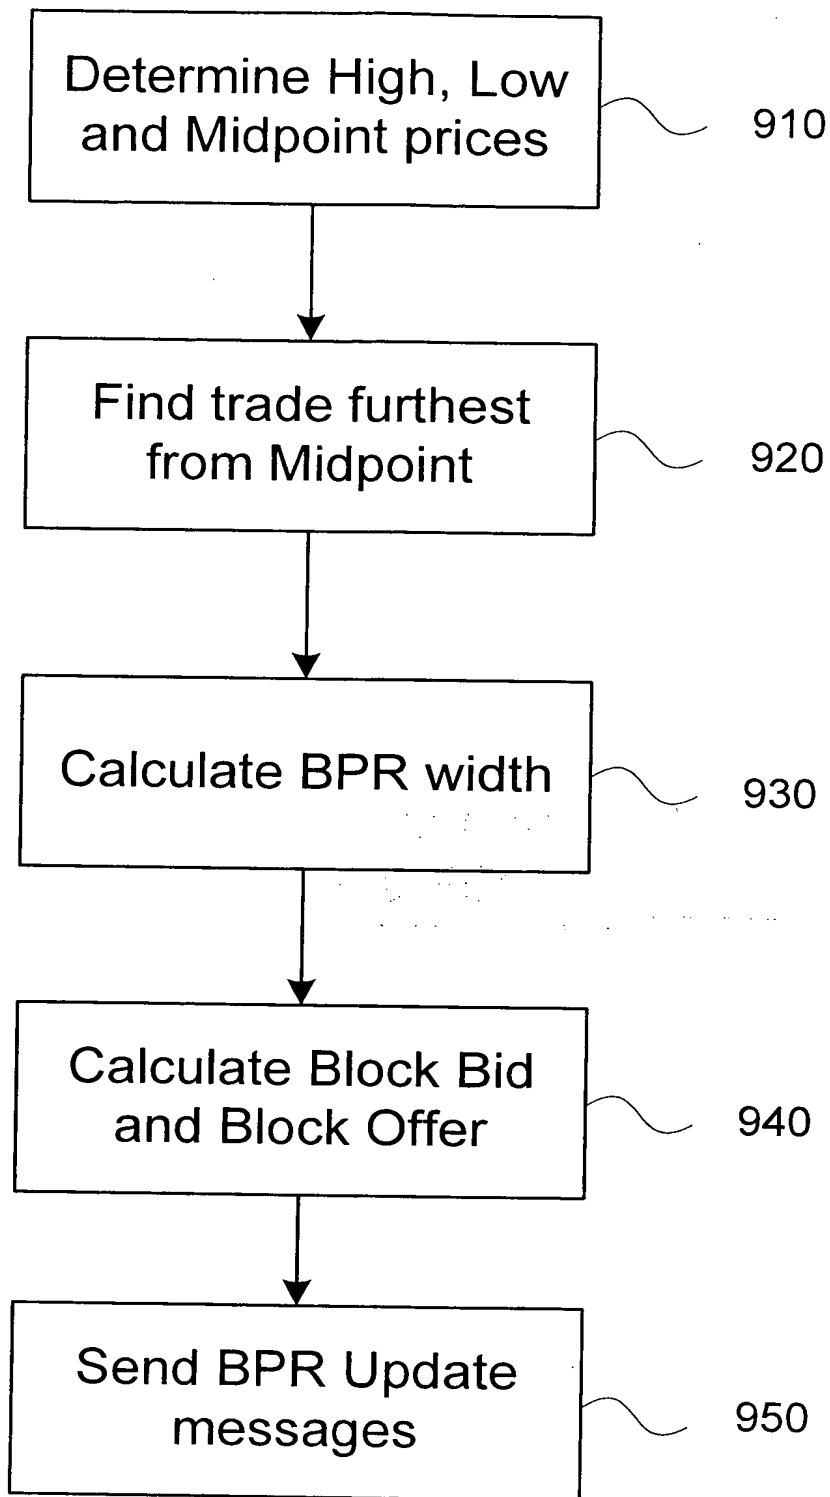 Determine High, Low
and Midpoint prices
910
Find trade furthest
from Midpoint
920
Calculate BPR width
930
Calculate Block Bid
and Block Offer
940
Send BPR Update
messages
950